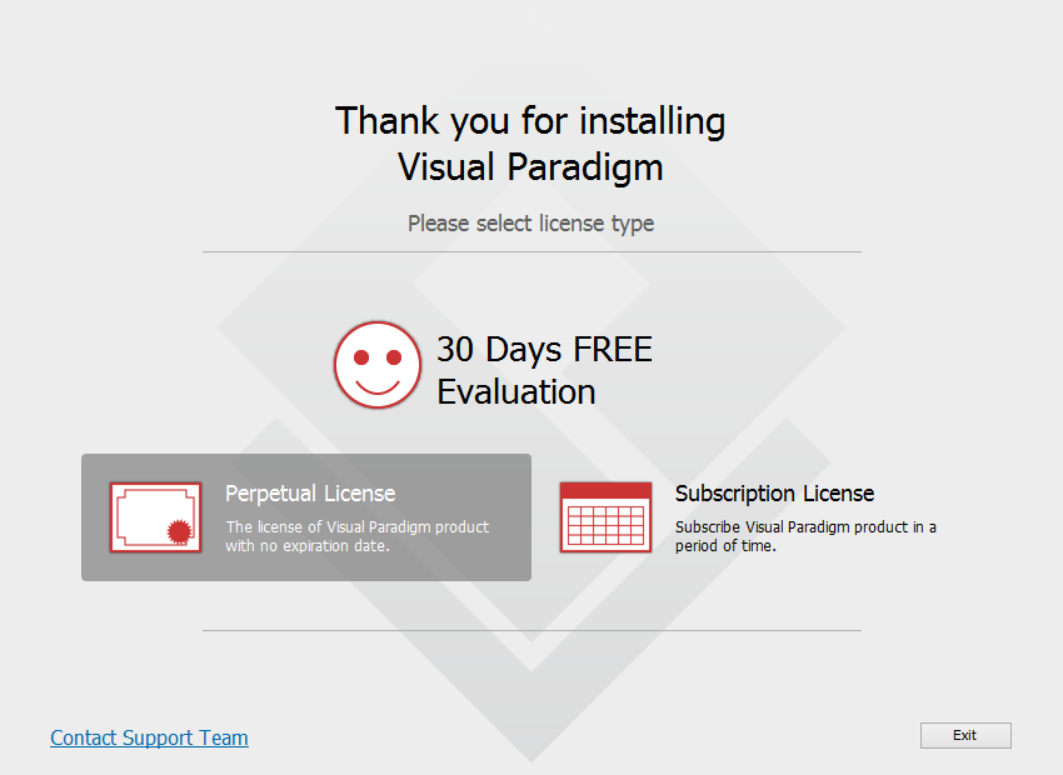 Thank you for installing
Visual Paradigm
Please select license type
30 Days FREE
Evaluation
Perpetual License
The license of Visual Paradigm product
with no expiration date.
Subscription License
Subscribe Visual Paradigm product in a
period of time.
Contact Support Team
Exit